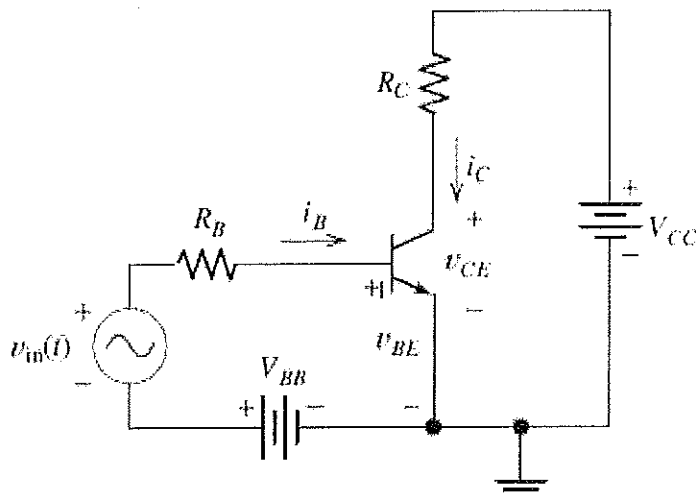 R_C
i_C
+
R_B
i_B
+
V_CC
+
v_CE
−
+
−
+
v_in(t)
v_BE
−
V_BB
+
−
−